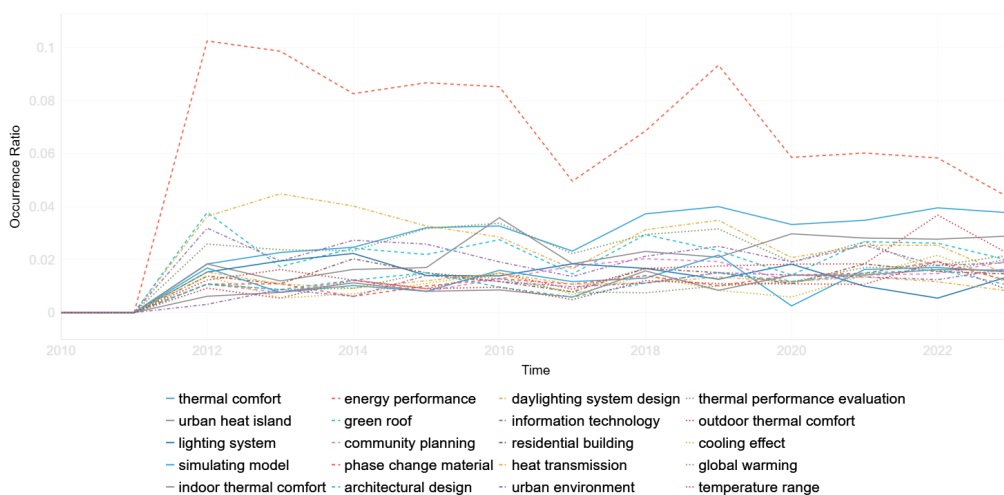 0.1
0.08
0.06
0.04
0.02
0
Occurrence Ratio
2010 2012 2014 2016 2018 2020 2022
Time
thermal comfort energy performance daylighting system design thermal performance evaluation
urban heat island green roof information technology outdoor thermal comfort
lighting system community planning residential building cooling effect
simulating model phase change material heat transmission global warming
indoor thermal comfort architectural design urban environment temperature range